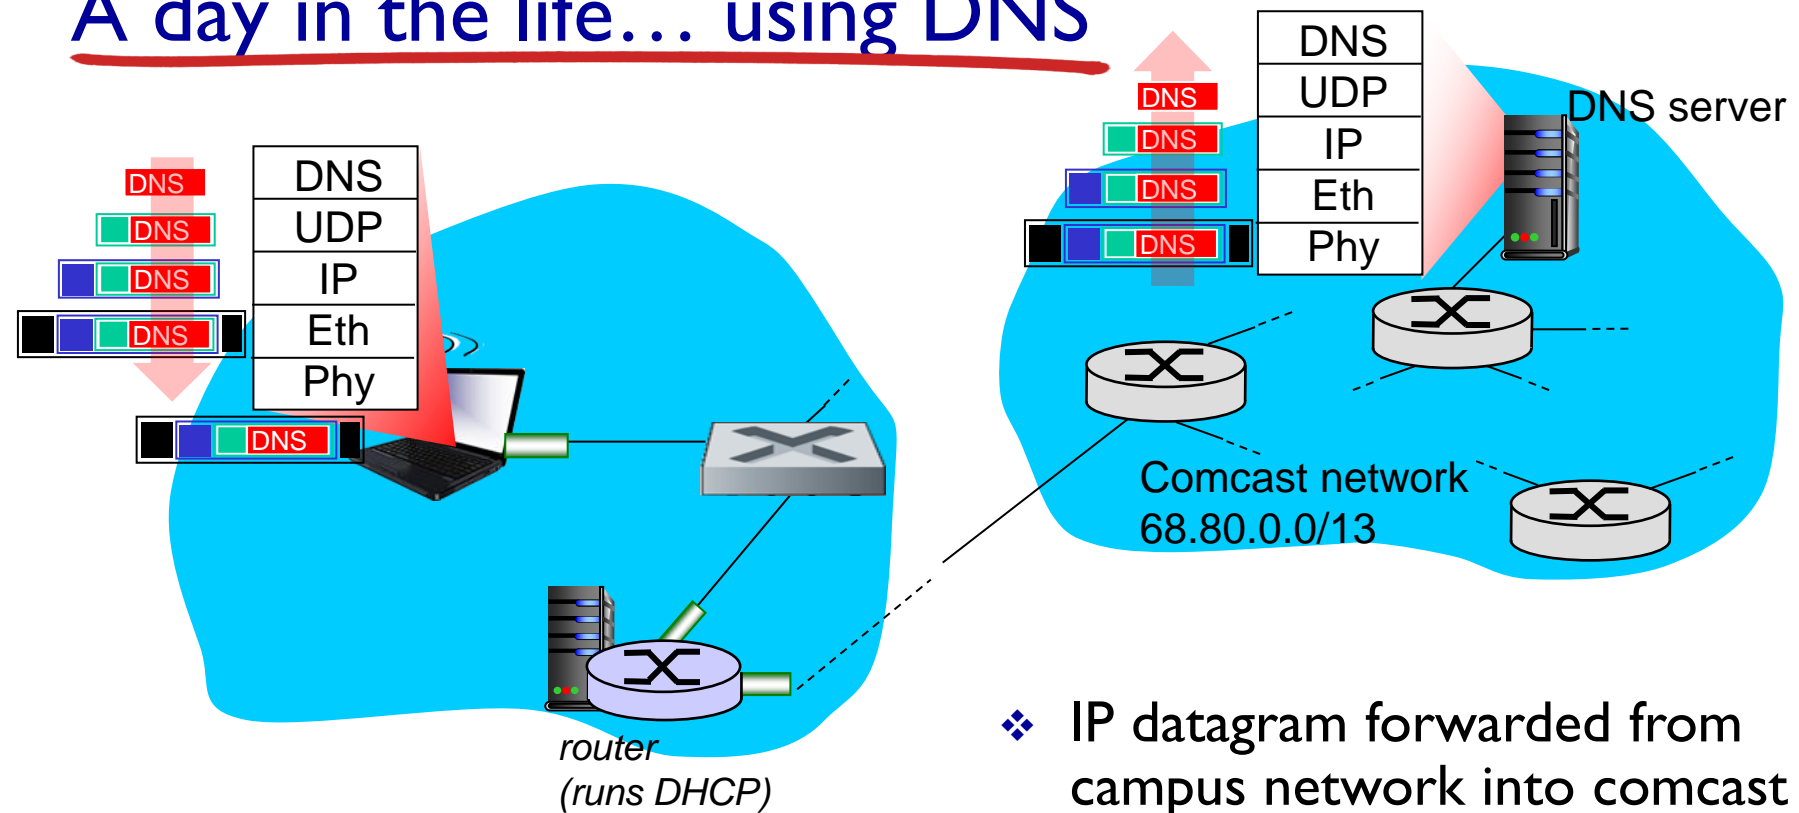 A day in the life… using DNS
DNS
DNS
DNS
DNS
DNS
DNS
UDP
IP
Eth
Phy
DNS
DNS
DNS
DNS
DNS
UDP
IP
Eth
Phy
DNS server
Comcast network
68.80.0.0/13
router
(runs DHCP)
❖ IP datagram forwarded from
campus network into comcast